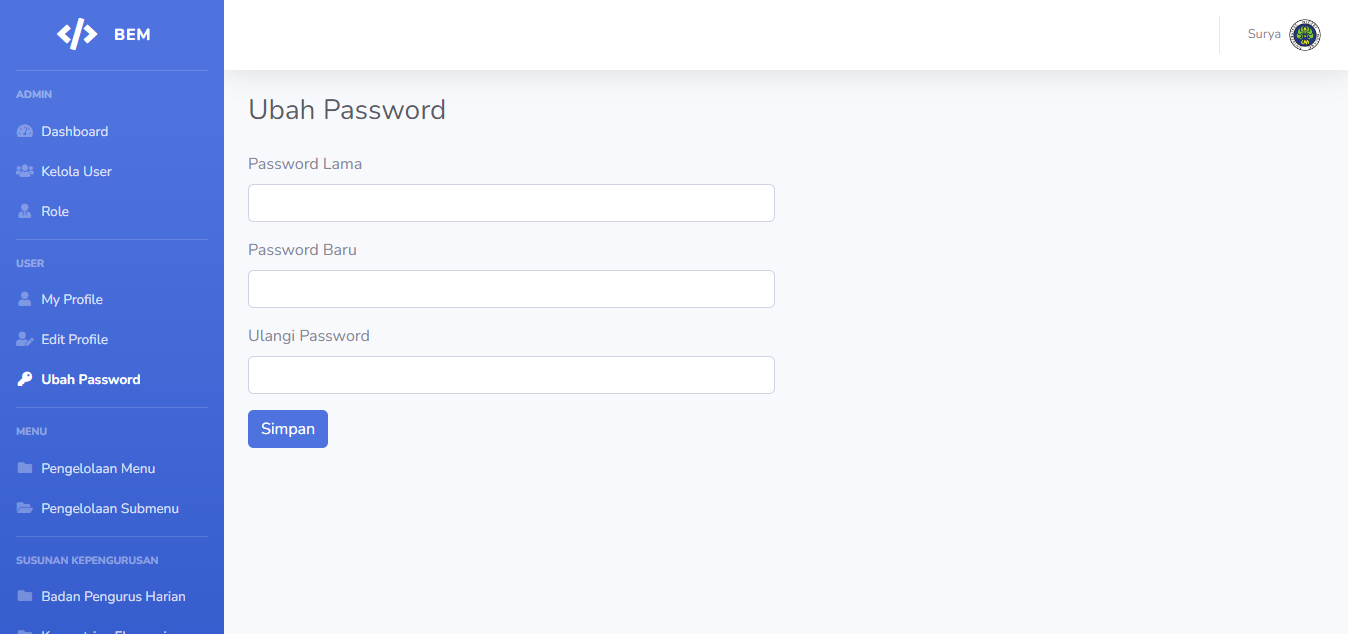 BEM
Surya
ADMIN
Dashboard
Kelola User
Role
USER
My Profile
Edit Profile
Ubah Password
MENU
Pengelolaan Menu
Pengelolaan Submenu
SUSUNAN KEPENGURUSAN
Badan Pengurus Harian
Ubah Password
Password Lama
Password Baru
Ulangi Password
Simpan